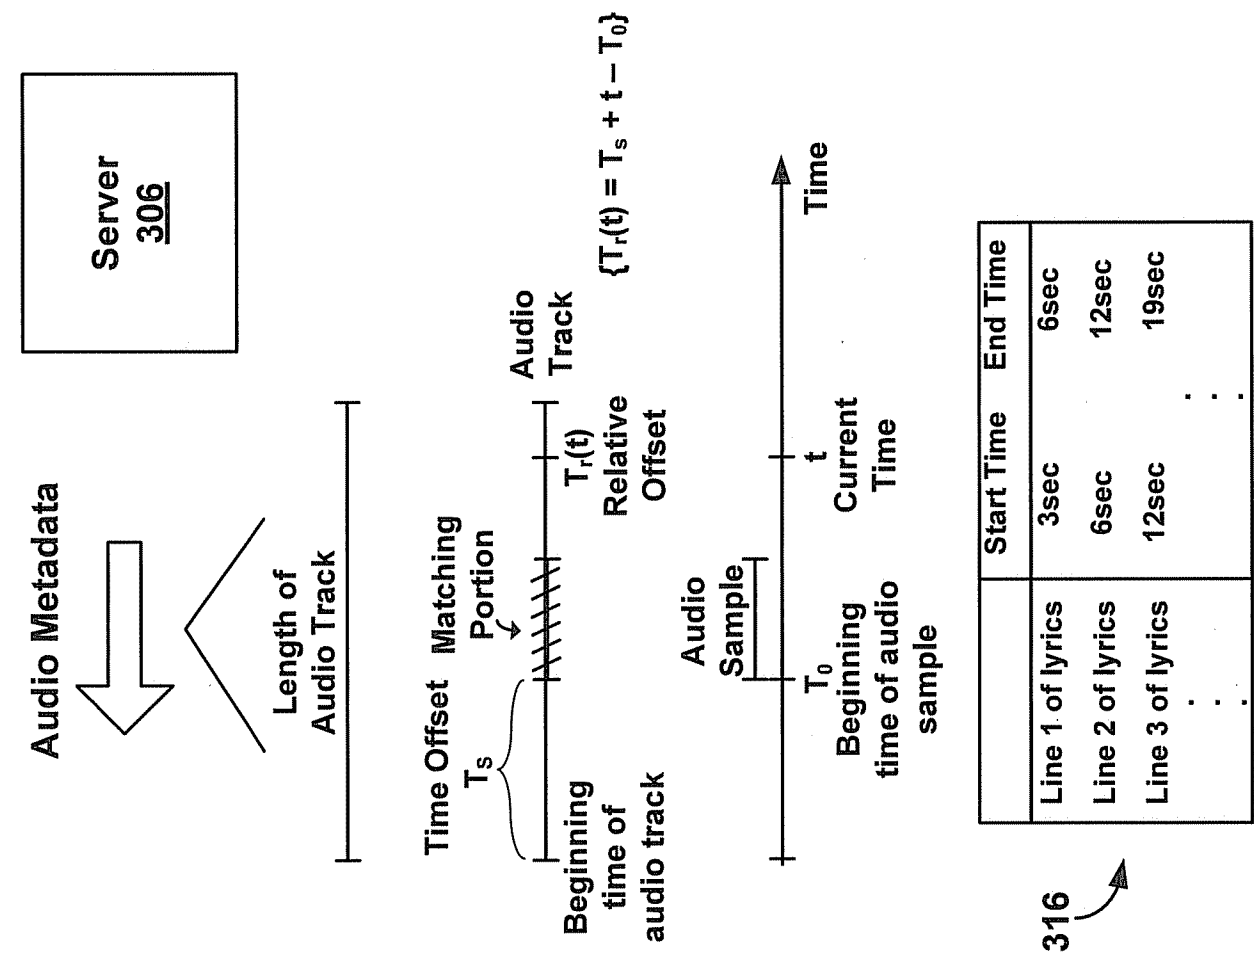 Audio Metadata
Server
306
Length of
Audio Track
Time Offset
Ts
Matching
Portion
Audio
Track
Beginning
time of
audio track
Tr(t)
Relative
Offset
{Tr(t) = Ts + t – T0}
Audio
Sample
T0
Beginning
time of audio
sample
t
Current
Time
Time
316
Start Time End Time
Line 1 of lyrics 3sec 6sec
Line 2 of lyrics 6sec 12sec
Line 3 of lyrics 12sec 19sec
. .
. .
. .